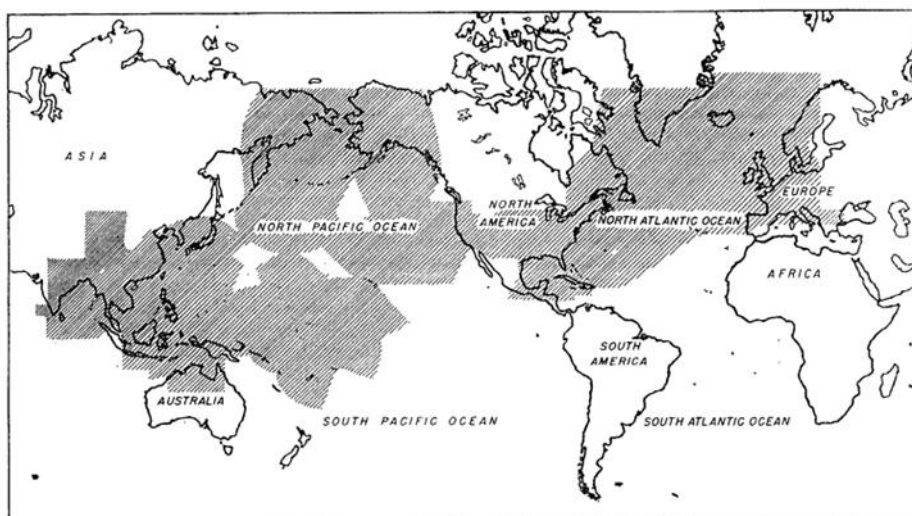 ASIA
EUROPE
NORTH
AMERICA
NORTH PACIFIC OCEAN
NORTH ATLANTIC OCEAN
AFRICA
SOUTH
AMERICA
AUSTRALIA
SOUTH PACIFIC OCEAN
SOUTH ATLANTIC OCEAN